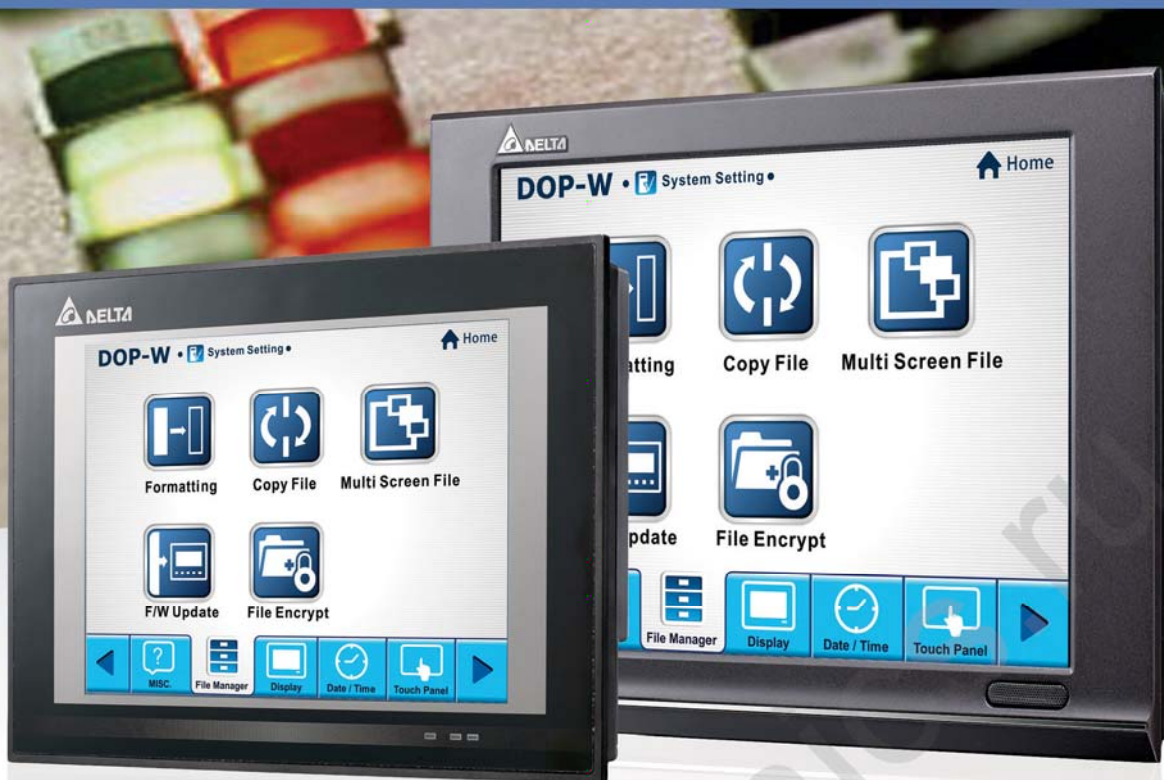 DELTA
DOP-W • System Setting •
Home
Formatting
Copy File
Multi Screen File
F/W Update
File Encrypt
MISC.
File Manager
Display
Date / Time
Touch Panel
DELTA
DOP-W • System Setting •
Home
atting
Copy File
Multi Screen File
pdate
File Encrypt
File Manager
Display
Date / Time
Touch Panel